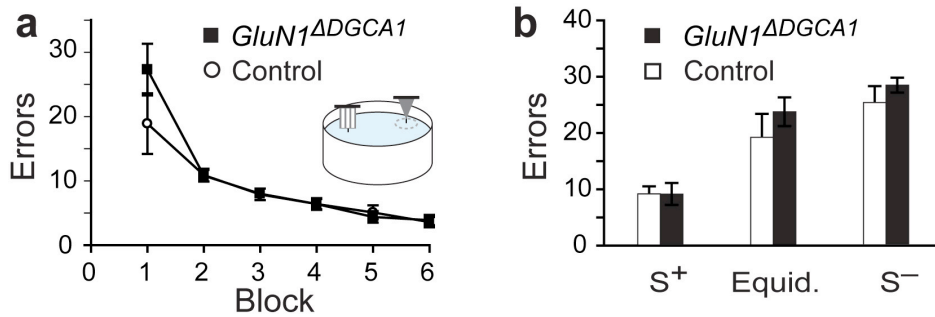 a
GluN1ΔDGCA1
Control
Errors
30
20
10
0
0 1 2 3 4 5 6
Block
b
GluN1ΔDGCA1
Control
Errors
40
30
20
10
0
S+ Equid. S–